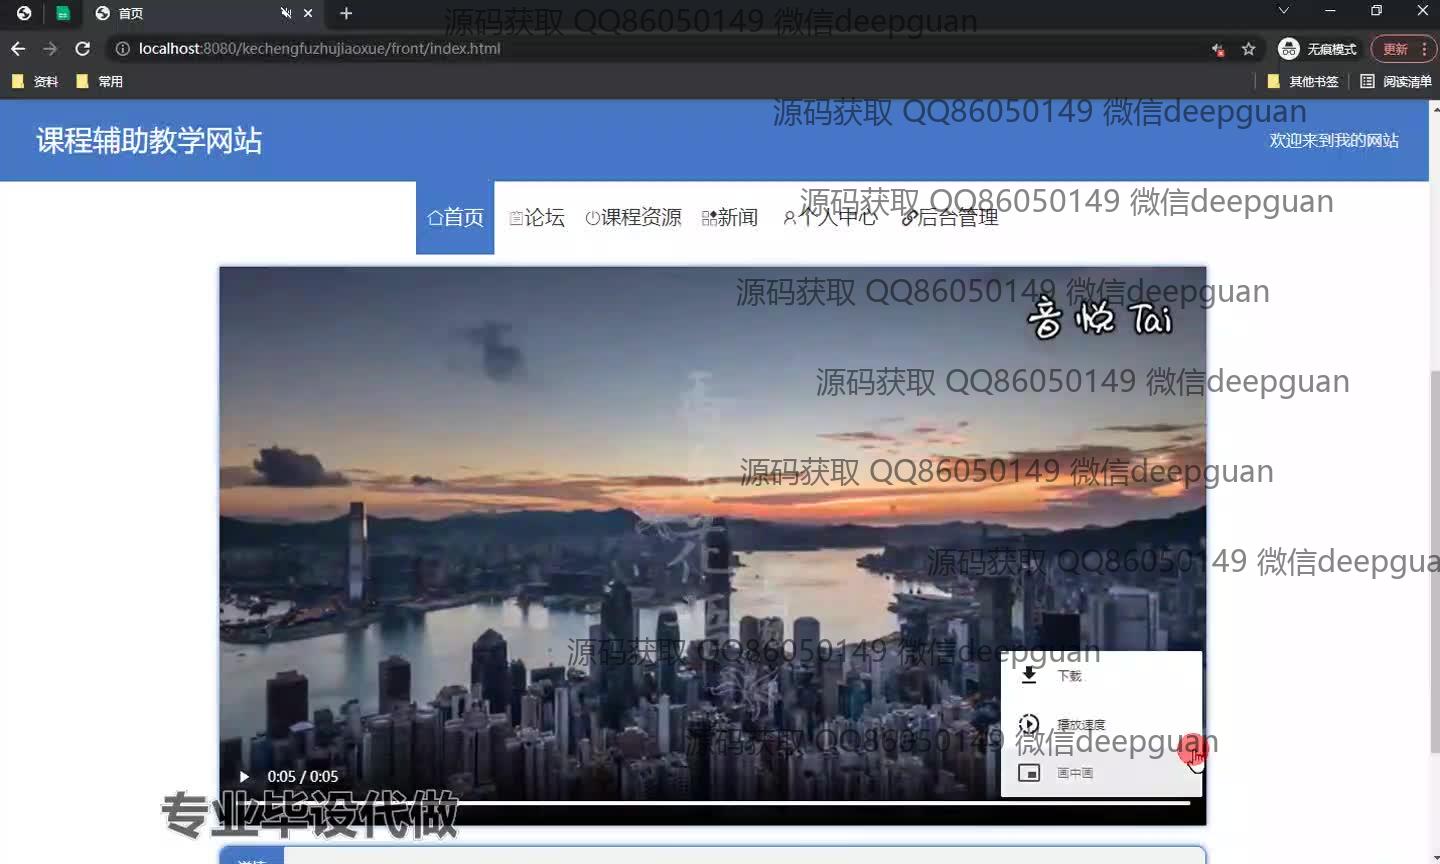 首页
源码获取 QQ86050149 微信deepguan
localhost:8080/kechengfuzhujiaoxue/front/index.html
无痕模式
更新
资料
常用
其他书签
阅读清单
源码获取 QQ86050149 微信deepguan
课程辅助教学网站
欢迎来到我的网站
源码获取 QQ86050149 微信deepguan
首页
论坛
课程资源
新闻
个人中心
后台管理
源码获取 QQ86050149 微信deepguan
音悦Tai
源码获取 QQ86050149 微信deepguan
源码获取 QQ86050149 微信deepguan
源码获取 QQ86050149 微信deepgua
源码获取 QQ86050149 微信deepguan
下载
播放速度
源码获取 QQ86050149 微信deepguan
画中画
0:05 / 0:05
专业毕设代做
详情